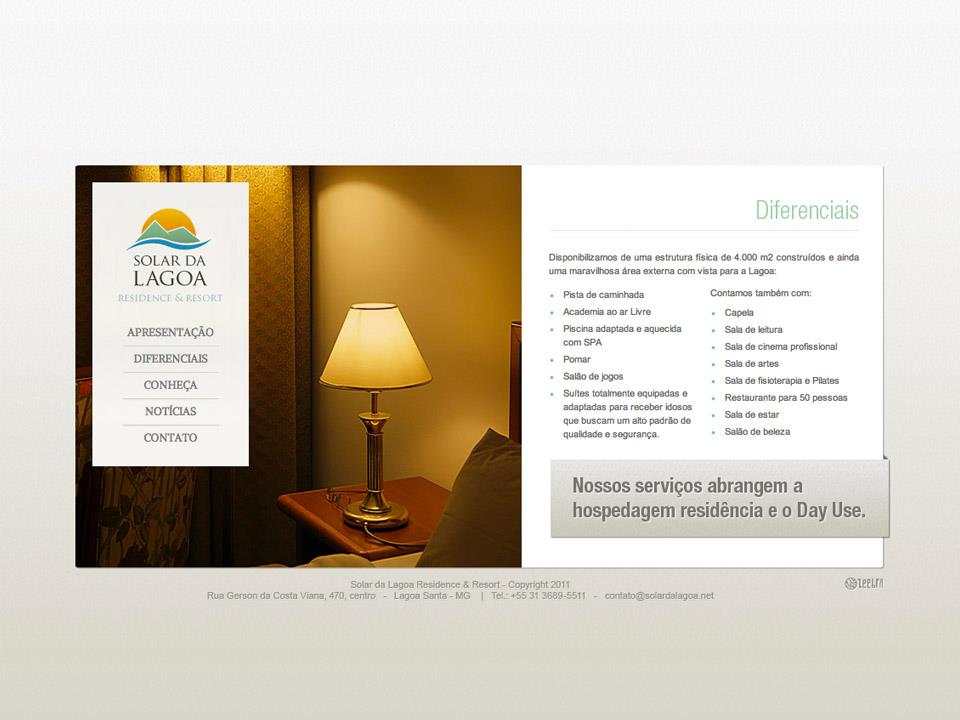 SOLAR DA
LAGOA
RESIDENCE & RESORT
APRESENTAÇÃO
DIFERENCIAIS
CONHEÇA
NOTÍCIAS
CONTATO
Diferenciais
Disponibilizamos de uma estrutura física de 4.000 m2 construídos e ainda
uma maravilhosa área externa com vista para a Lagoa:
Pista de caminhada
Academia ao ar Livre
Piscina adaptada e aquecida
com SPA
Pomar
Salão de jogos
Suítes totalmente equipadas e
adaptadas para receber idosos
que buscam um alto padrão de
qualidade e segurança.
Contamos também com:
Capela
Sala de leitura
Sala de cinema profissional
Sala de artes
Sala de fisioterapia e Pilates
Restaurante para 50 pessoas
Sala de estar
Salão de beleza
Nossos serviços abrangem a
hospedagem residência e o Day Use.
Solar da Lagoa Residence & Resort - Copyright 2011
Rua Gerson da Costa Viana, 470, centro - Lagoa Santa - MG | Tel.: +55 31 3689-5511 - contato@solardalagoa.net